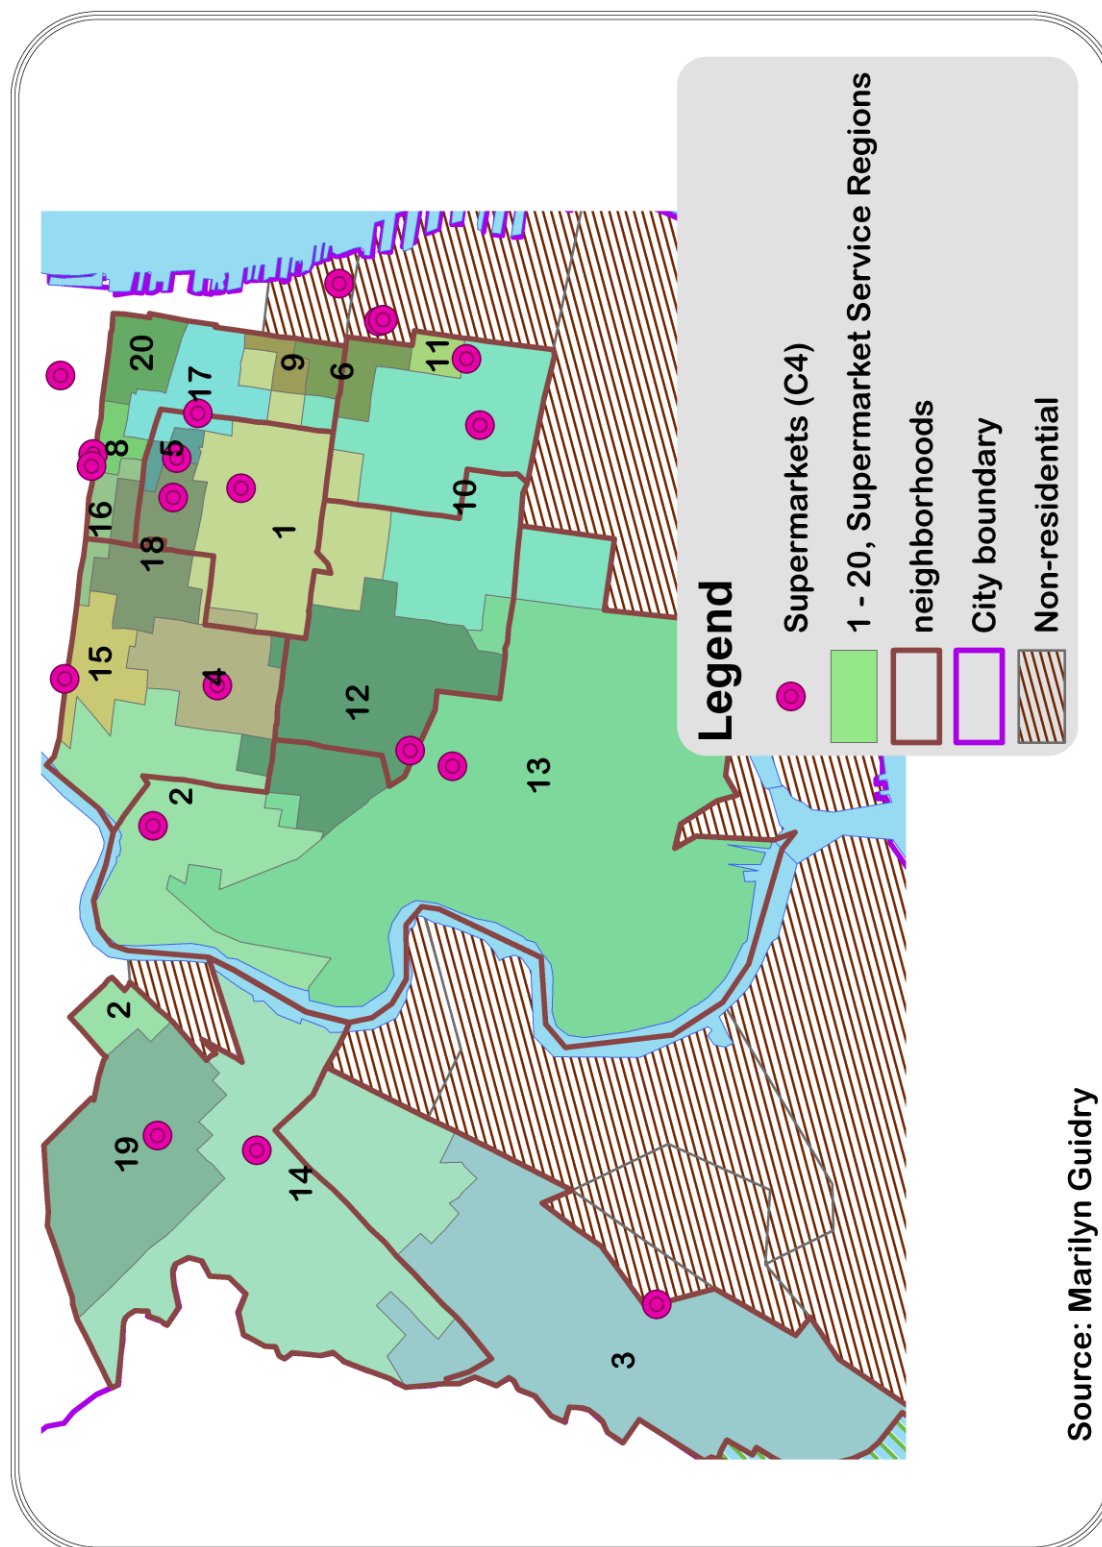 20
17
9
6
11
8
5
16
18
1
10
15
4
12
2
13
2
19
14
3
Legend
Supermarkets (C4)
1 - 20, Supermarket Service Regions
neighborhoods
City boundary
Non-residential
Source: Marilyn Guidry